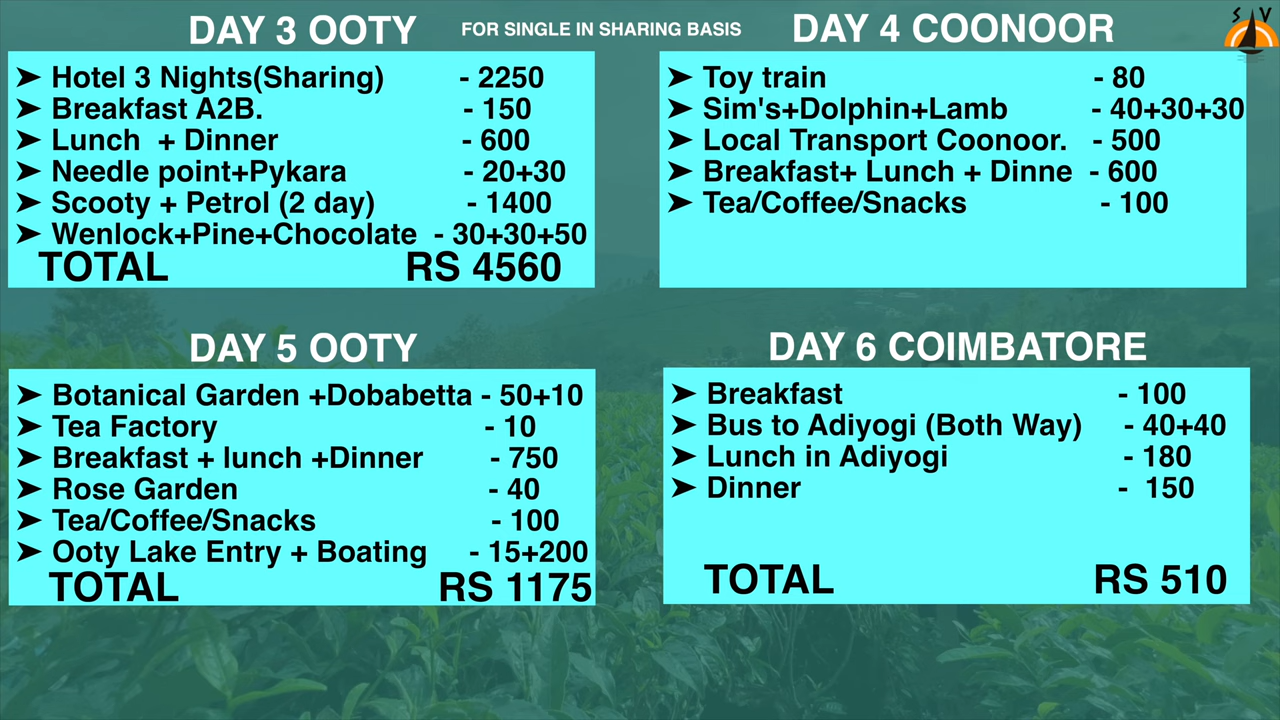 DAY 3 OOTY
FOR SINGLE IN SHARING BASIS
➤ Hotel 3 Nights(Sharing) - 2250
➤ Breakfast A2B. - 150
➤ Lunch + Dinner - 600
➤ Needle point+Pykara - 20+30
➤ Scooty + Petrol (2 day) - 1400
➤ Wenlock+Pine+Chocolate - 30+30+50
TOTAL RS 4560
DAY 4 COONOOR
S V
➤ Toy train - 80
➤ Sim's+Dolphin+Lamb - 40+30+30
➤ Local Transport Coonoor. - 500
➤ Breakfast+ Lunch + Dinne - 600
➤ Tea/Coffee/Snacks - 100
DAY 5 OOTY
➤ Botanical Garden +Dobabetta - 50+10
➤ Tea Factory - 10
➤ Breakfast + lunch +Dinner - 750
➤ Rose Garden - 40
➤ Tea/Coffee/Snacks - 100
➤ Ooty Lake Entry + Boating - 15+200
TOTAL RS 1175
DAY 6 COIMBATORE
➤ Breakfast - 100
➤ Bus to Adiyogi (Both Way) - 40+40
➤ Lunch in Adiyogi - 180
➤ Dinner - 150
TOTAL RS 510